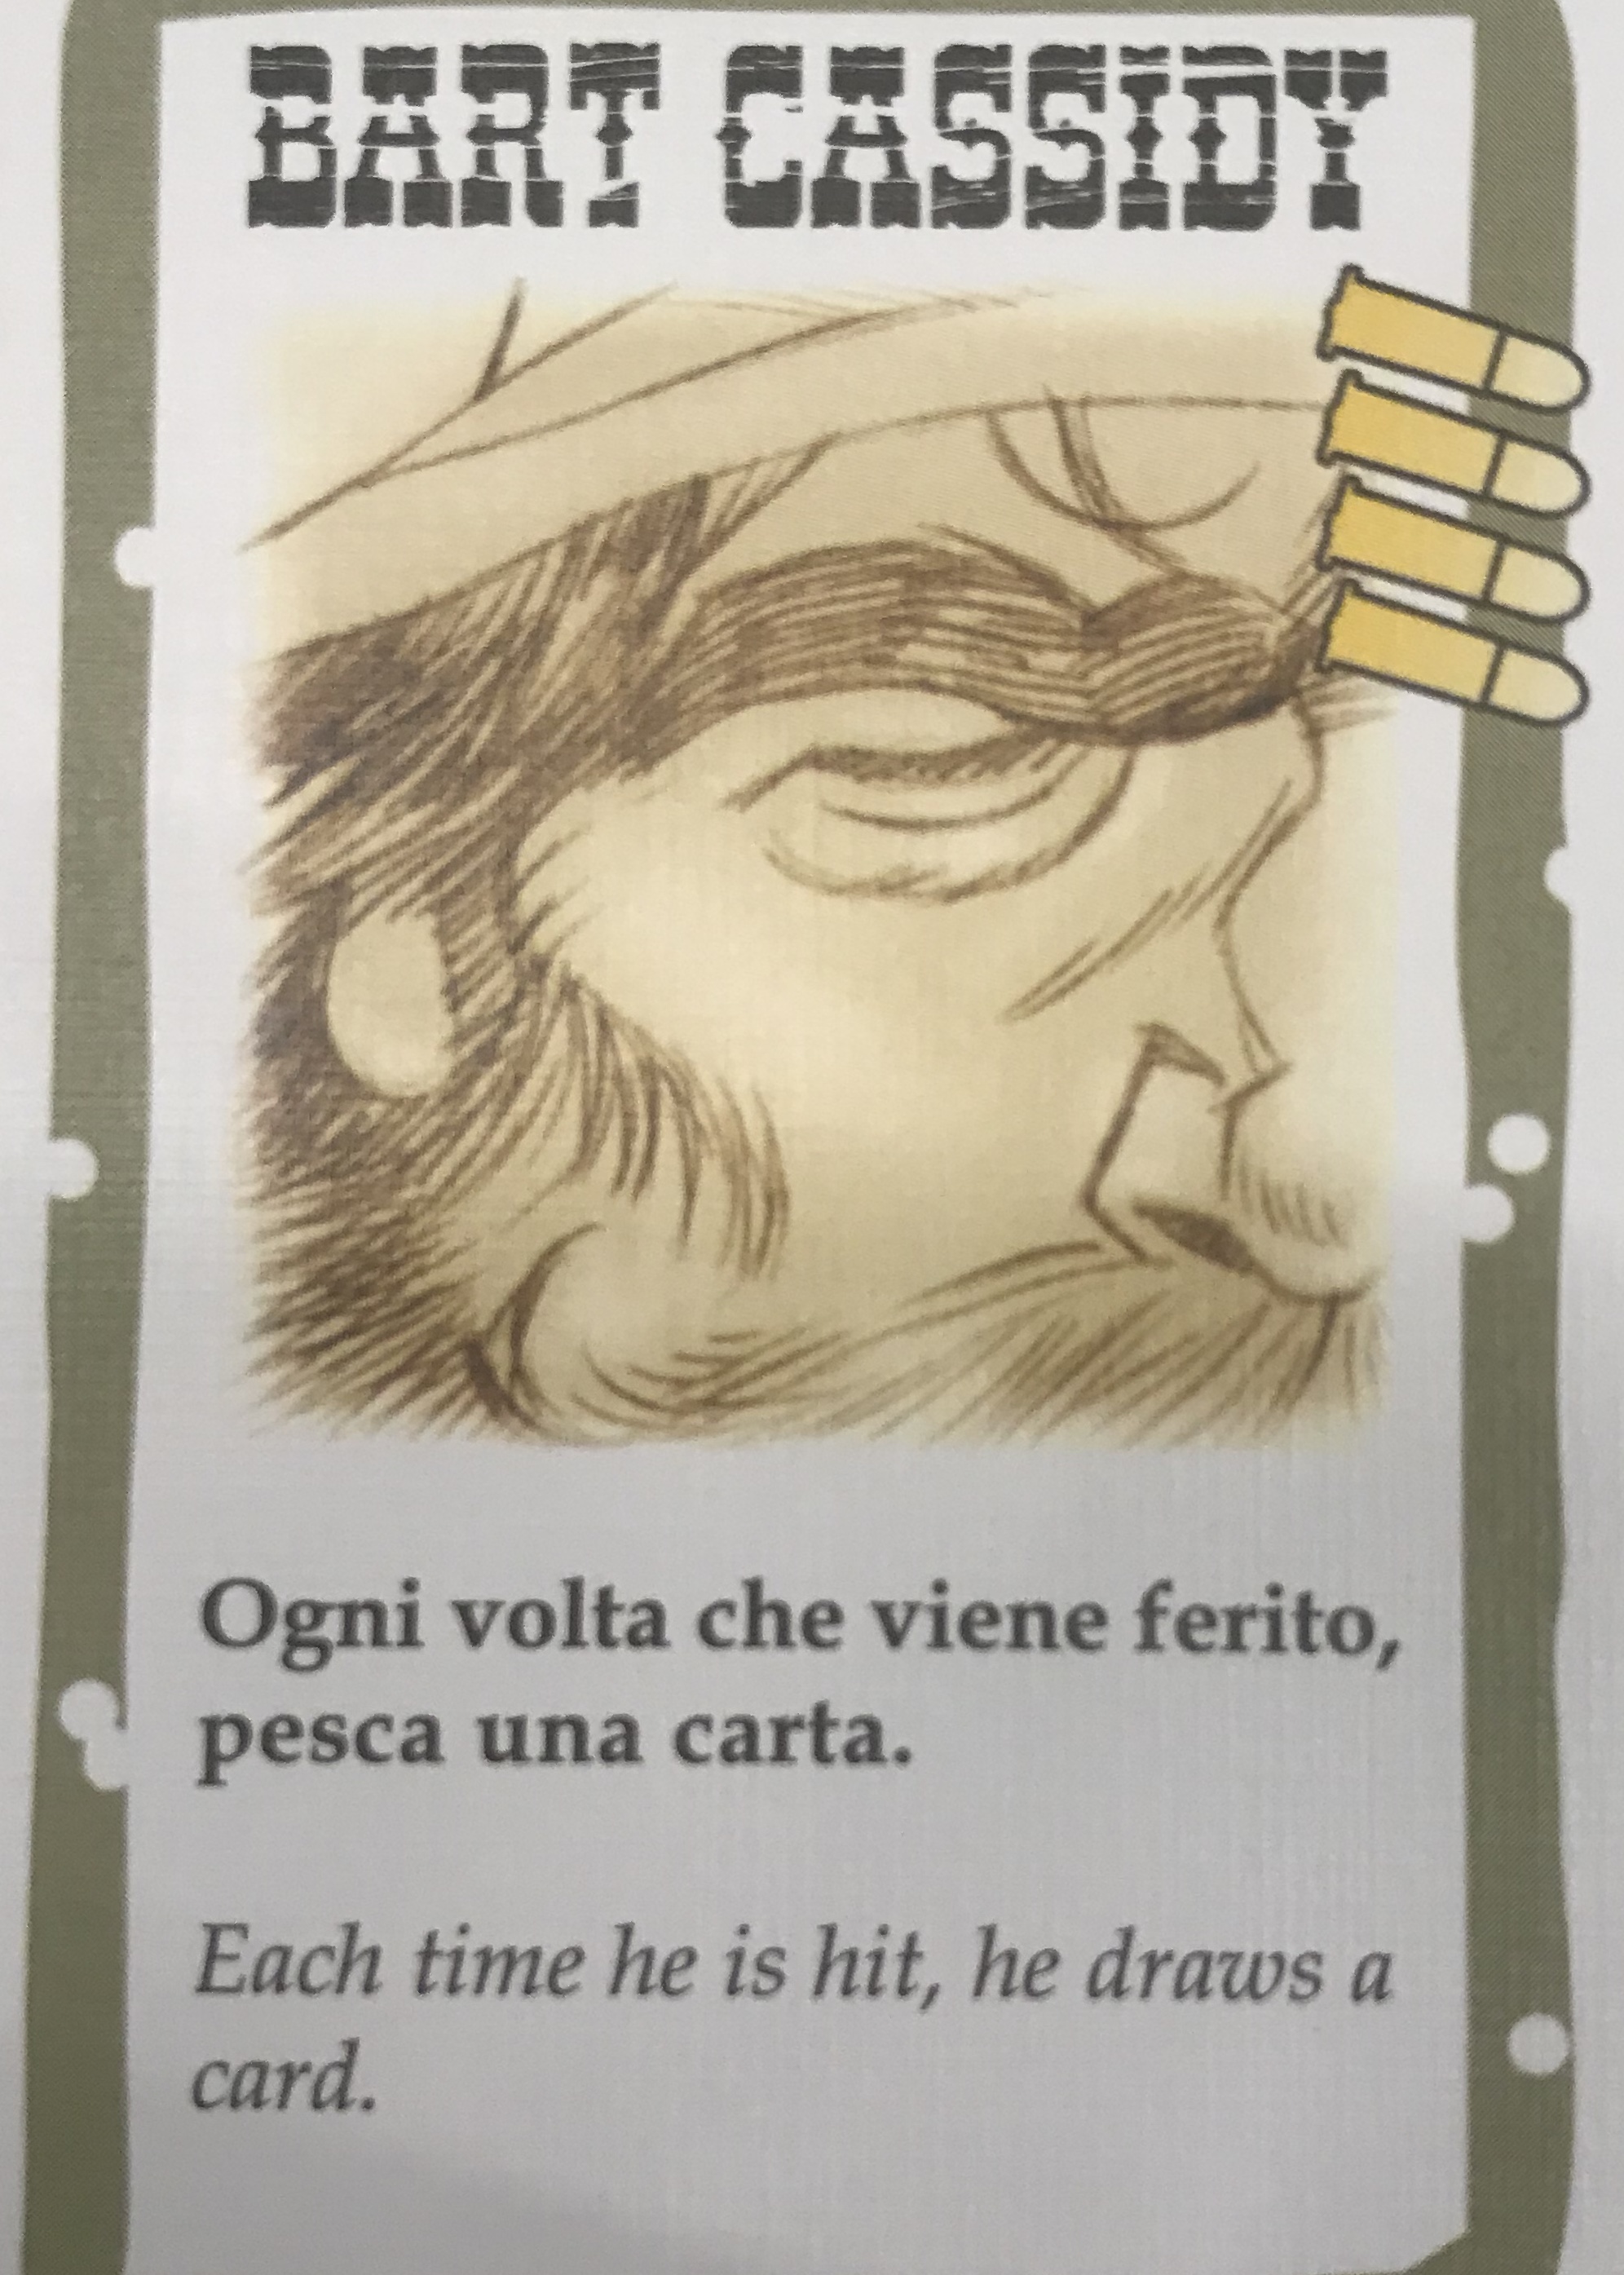 BART CASSIDY
Ogni volta che viene ferito,
pesca una carta.
Each time he is hit, he draws a
card.